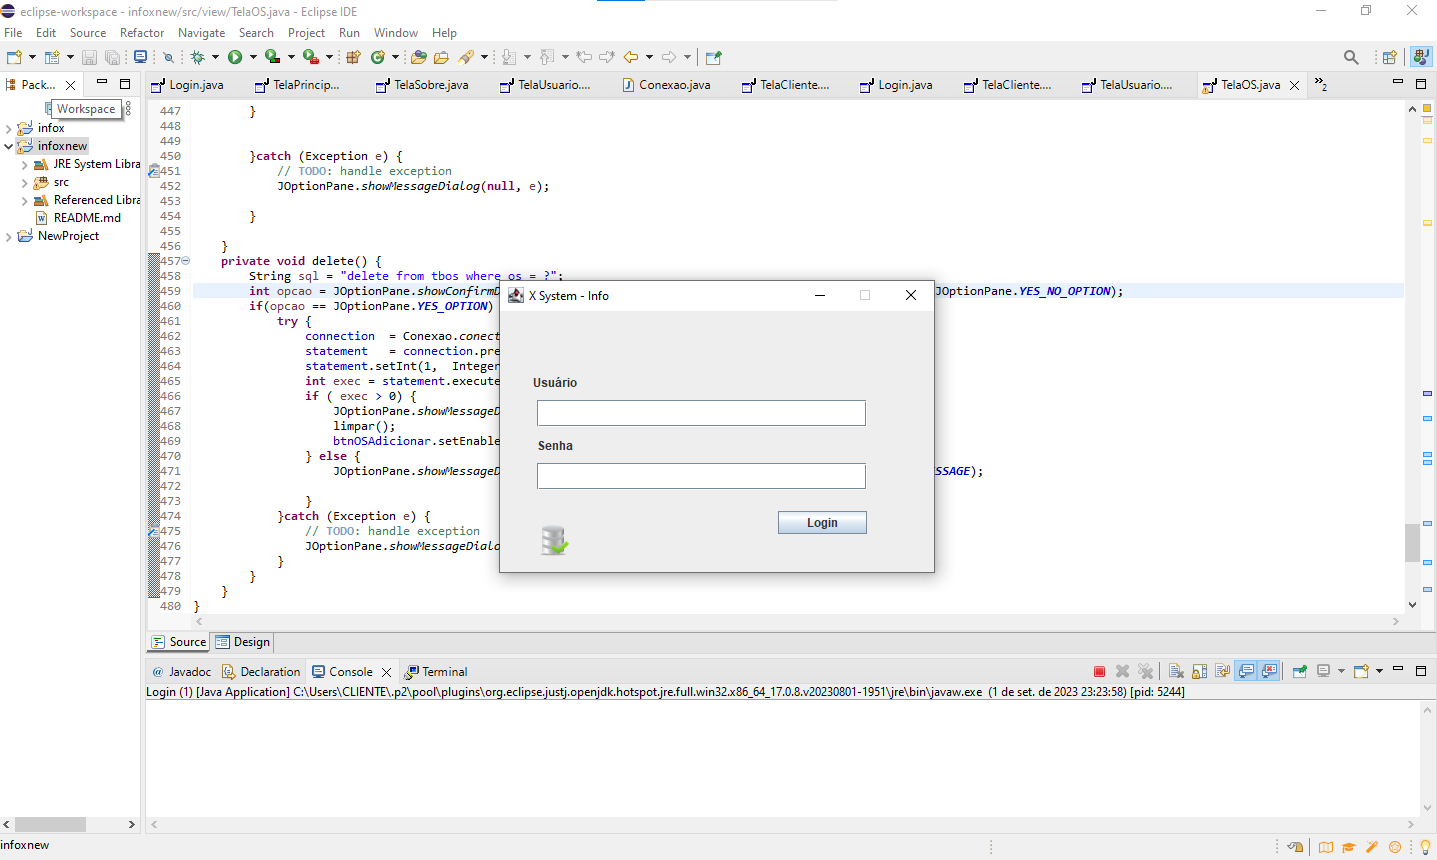 eclipse-workspace - infoxnew/src/view/TelaOS.java - Eclipse IDE
File Edit Source Refactor Navigate Search Project Run Window Help
Pack...
Login.java TelaPrincip... TelaSobre.java TelaUsuario.... Conexao.java TelaCliente.... Login.java TelaCliente.... TelaUsuario.... TelaOS.java »2
Workspace
infox
infoxnew
JRE System Libra
src
Referenced Libra
README.md
NewProject
447 }
448
449
450 }catch (Exception e) {
451 // TODO: handle exception
452 JOptionPane.showMessageDialog(null, e);
453
454 }
455
456 }
457 private void delete() {
458 String sql = "delete from tbos where os = ?";
459 int opcao = JOptionPane.showConfirmD JOptionPane.YES_NO_OPTION);
460 if(opcao == JOptionPane.YES_OPTION)
461 try {
462 connection = Conexao.conect
463 statement = connection.pre
464 statement.setInt(1, Integer
465 int exec = statement.execute
466 if ( exec > 0) {
467 JOptionPane.showMessageD
468 limpar();
469 btnOSAdicionar.setEnable
470 } else {
471 JOptionPane.showMessageD SSAGE);
472
473 }
474 }catch (Exception e) {
475 // TODO: handle exception
476 JOptionPane.showMessageDialo
477 }
478 }
479 }
480 }
X System - Info
Usuário
Senha
Login
Source Design
@ Javadoc Declaration Console Terminal
Login (1) [Java Application] C:\Users\CLIENTE\.p2\pool\plugins\org.eclipse.justj.openjdk.hotspot.jre.full.win32.x86_64_17.0.8.v20230801-1951\jre\bin\javaw.exe (1 de set. de 2023 23:23:58) [pid: 5244]
infoxnew